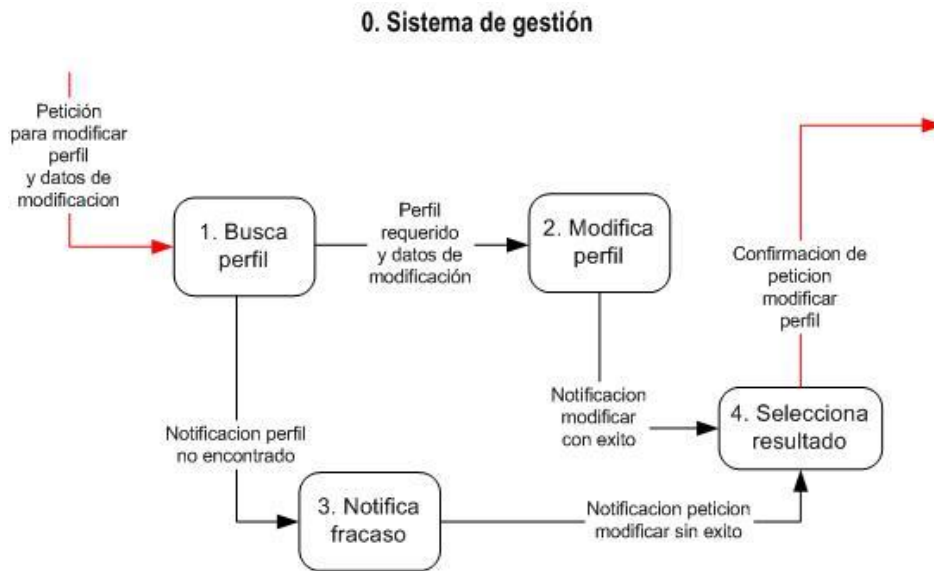 0. Sistema de gestión
Petición
para modificar
perfil
y datos de
modificacion
1. Busca
perfil
Perfil
requerido
y datos de
modificación
2. Modifica
perfil
Confirmacion de
peticion
modificar
perfil
Notificacion perfil
no encontrado
Notificacion
modificar
con exito
4. Selecciona
resultado
3. Notifica
fracaso
Notificacion peticion
modificar sin exito